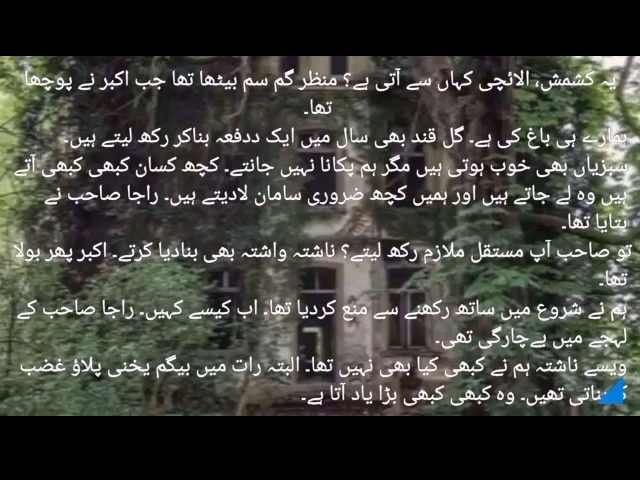 یہ کشمش، الائچی کہاں سے آتی ہے؟ منظر گم سم بیٹھا تھا جب اکبر نے پوچھا
تھا۔
ہمارے ہی باغ کی ہے۔ گل قند بھی سال میں ایک ددفعہ بناکر رکھ لیتے ہیں۔
سبزیاں بھی خوب ہوتی ہیں مگر ہم پکانا نہیں جانتے۔ کچھ کسان کبھی کبھی آتے
ہیں وہ لے جاتے ہیں اور ہمیں کچھ ضروری سامان لادیتے ہیں۔ راجا صاحب نے
بتایا تھا۔
تو صاحب آپ مستقل ملازم رکھ لیتے؟ ناشتہ واشتہ بھی بنادیا کرتے۔ اکبر پھر بولا
تھا۔
ہم نے شروع میں ساتھ رکھنے سے منع کردیا تھا۔ اب کیسے کہیں۔ راجا صاحب کے
لہجے میں بےچارگی تھی۔
ویسے ناشتہ ہم نے کبھی کیا بھی نہیں تھا۔ البتہ رات میں بیگم یخنی پلاؤ غضب
تھیں۔ وہ کبھی کبھی بڑا یاد آتا ہے۔